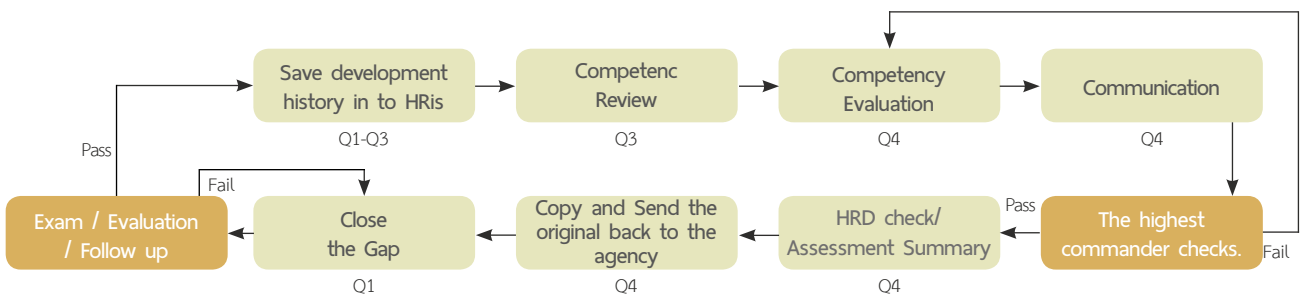 Save development
history in to HRis
Q1-Q3
Competenc
Review
Q3
Competency
Evaluation
Q4
Communication
Q4
Pass
Fail
Exam / Evaluation
/ Follow up
Close
the Gap
Q1
Copy and Send the
original back to the
agency
Q4
HRD check/
Assessment Summary
Q4
Pass
The highest
commander checks.
Fail